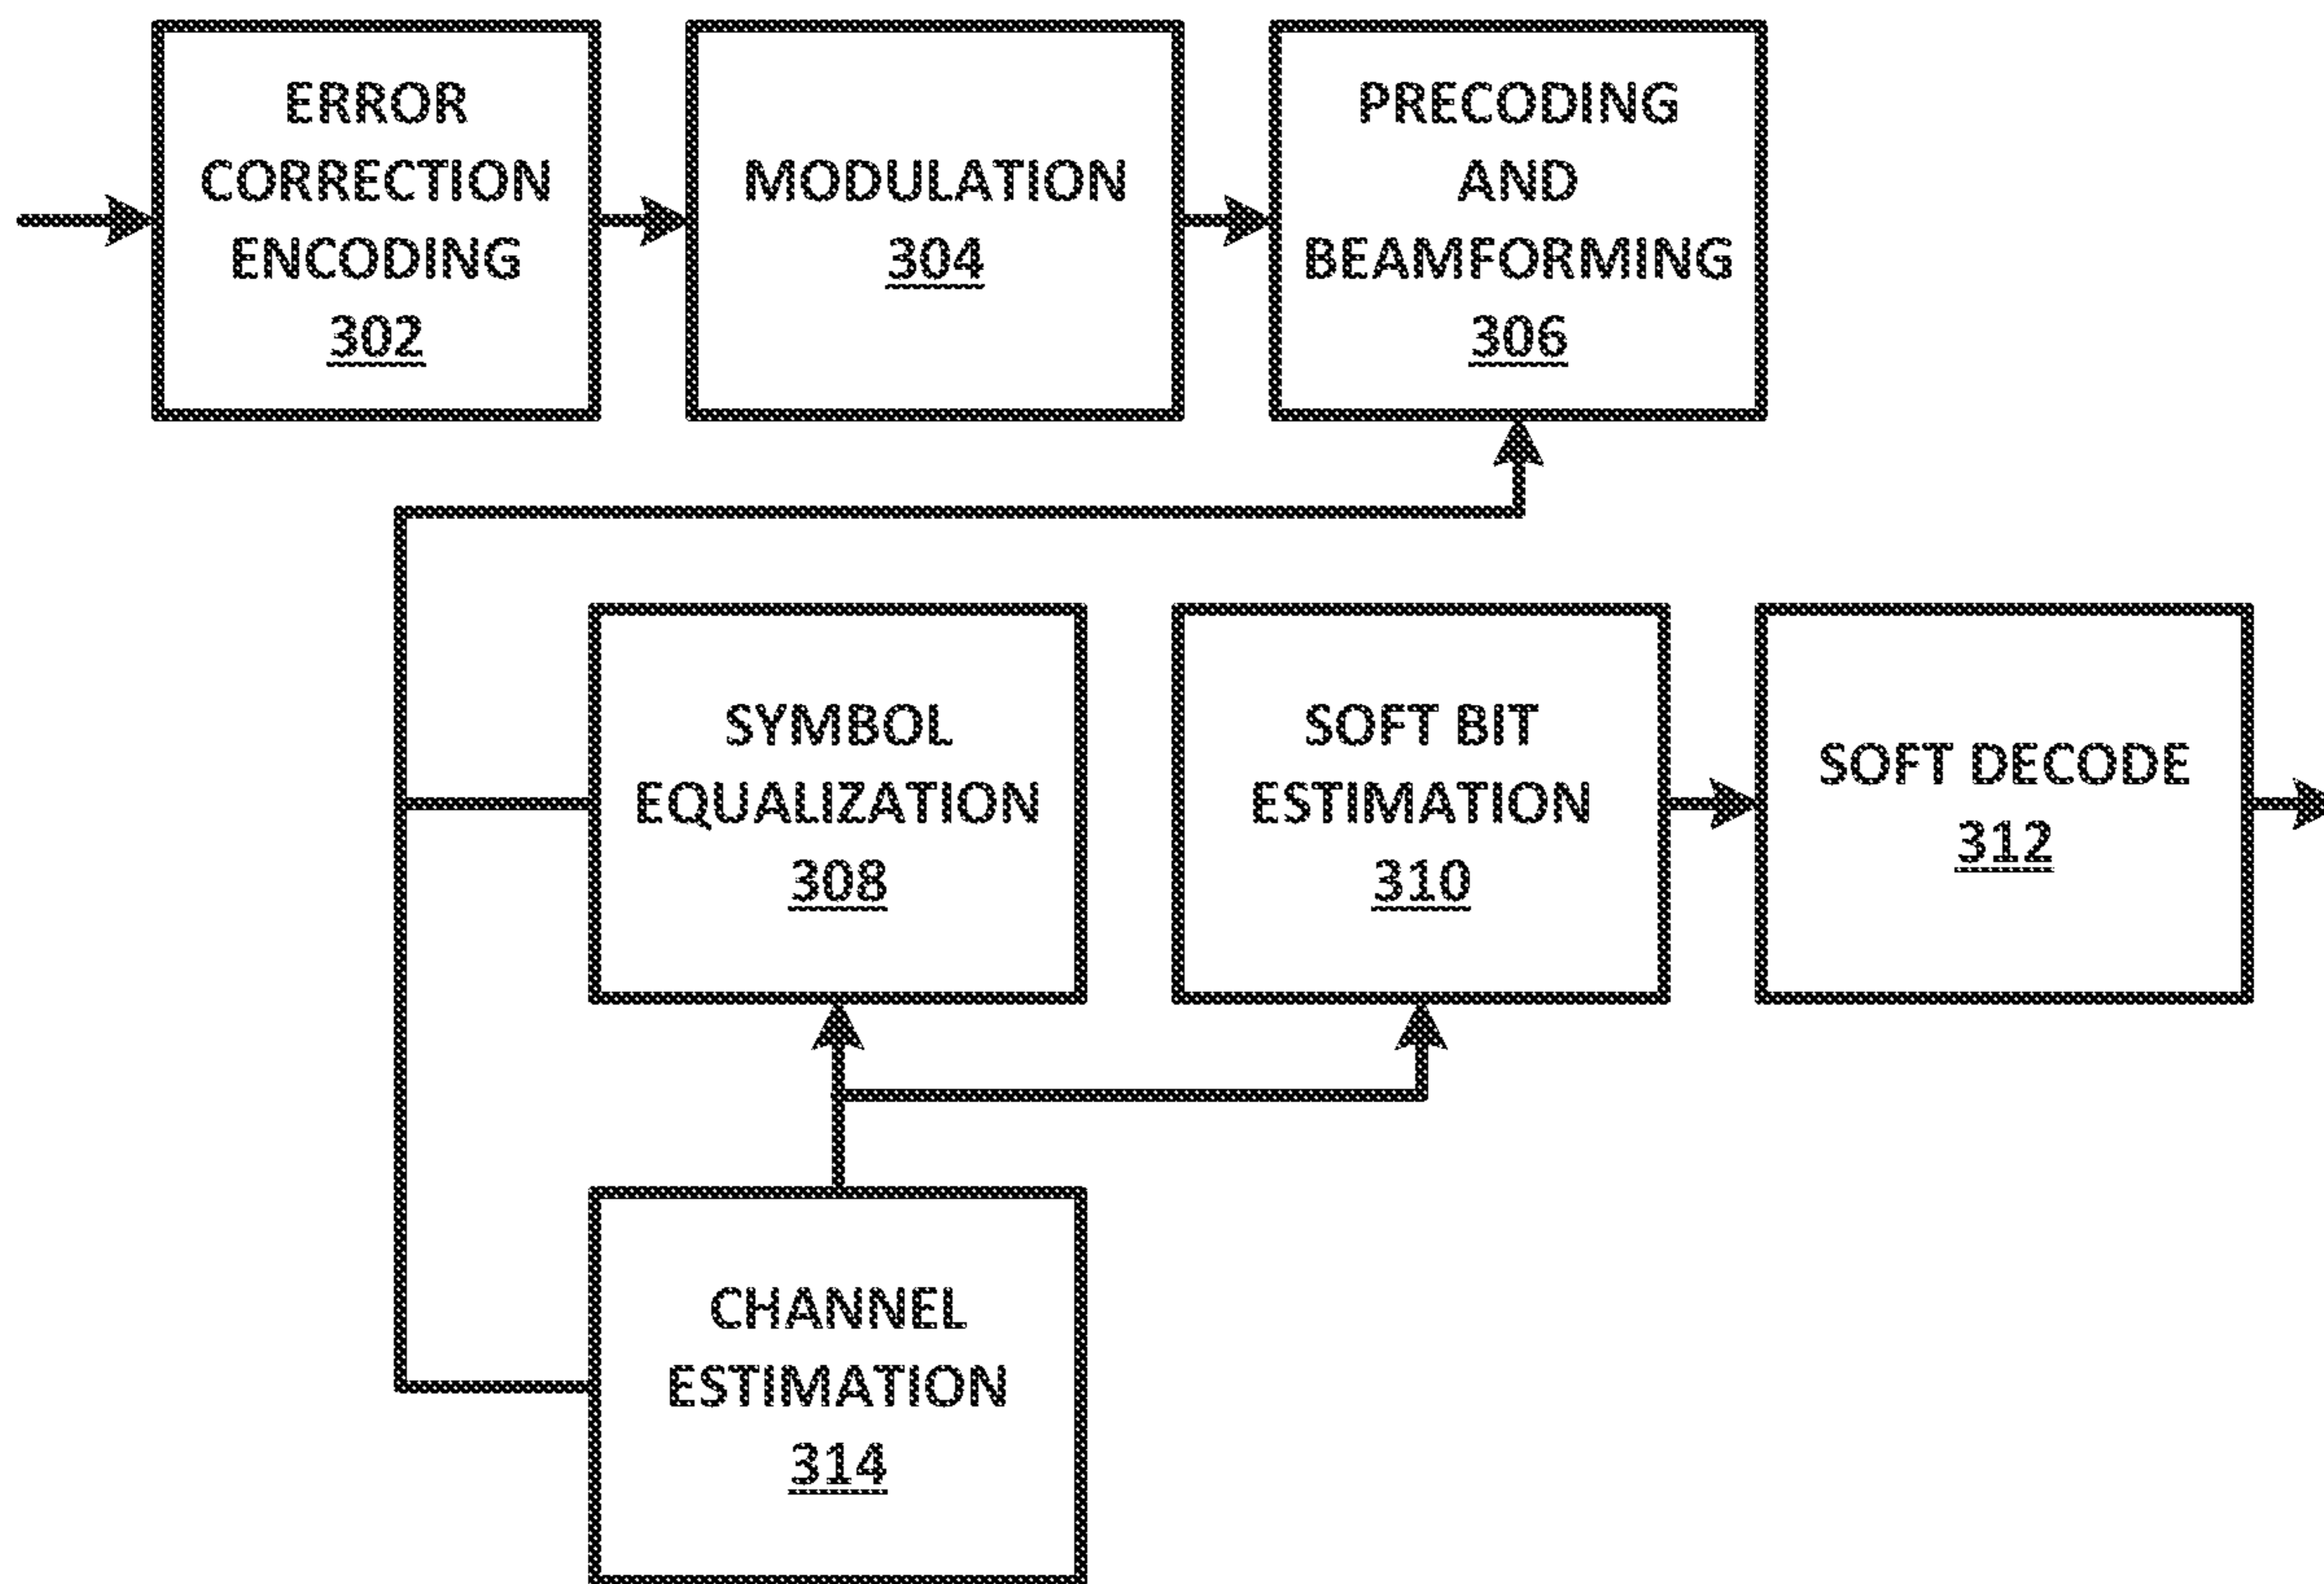 ERROR
CORRECTION
ENCODING
302
MODULATION
304
PRECODING
AND
BEAMFORMING
306
SYMBOL
EQUALIZATION
308
SOFT BIT
ESTIMATION
310
SOFT DECODE
312
CHANNEL
ESTIMATION
314